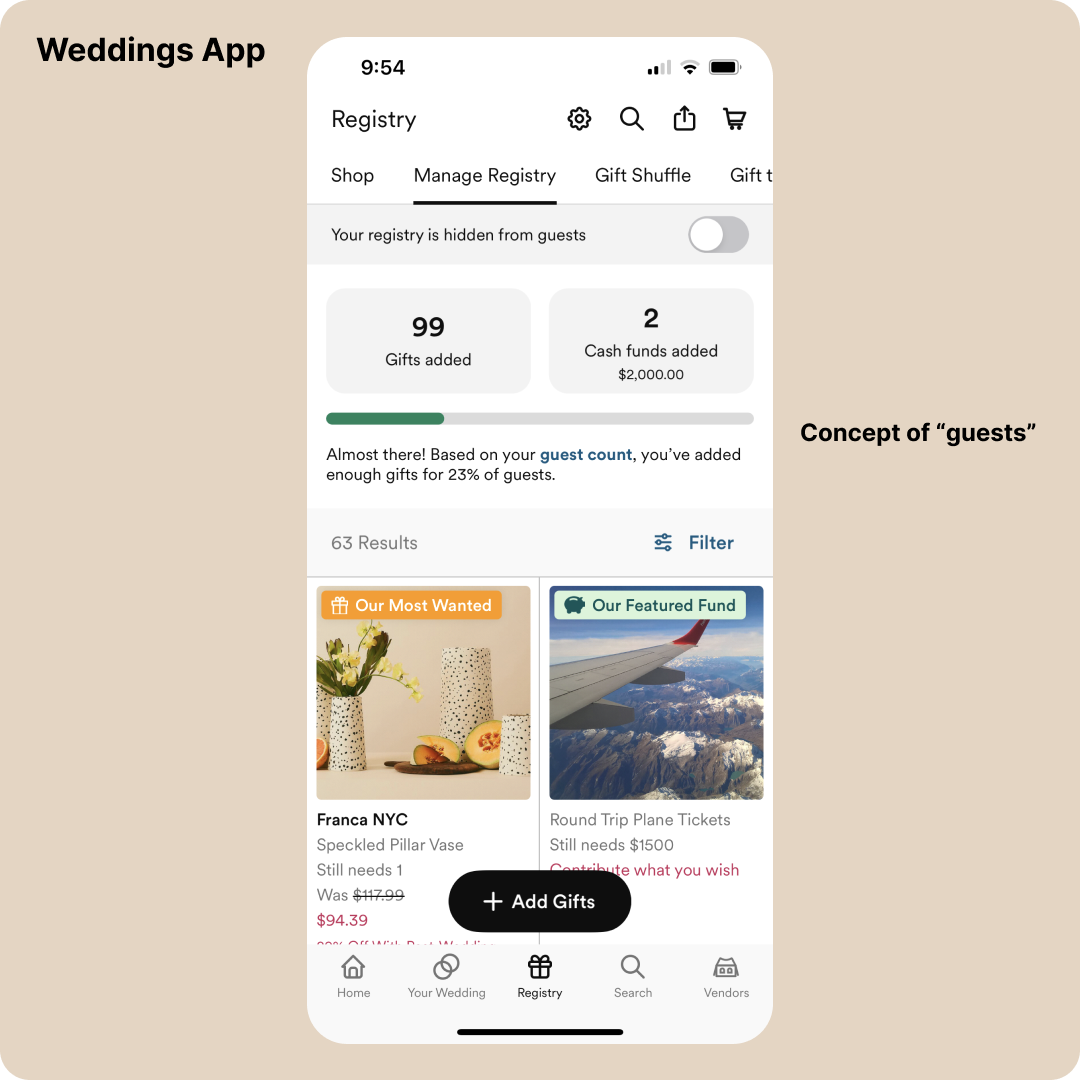 Weddings App
9:54
Registry
Shop
Manage Registry
Gift Shuffle
Gift t
Your registry is hidden from guests
99
Gifts added
2
Cash funds added
$2,000.00
Concept of “guests”
Almost there! Based on your guest count, you’ve added
enough gifts for 23% of guests.
63 Results
Filter
Our Most Wanted
Our Featured Fund
Franca NYC
Speckled Pillar Vase
Still needs 1
Was $117.99
$94.39
Round Trip Plane Tickets
Still needs $1500
Contribute what you wish
Add Gifts
Home
Your Wedding
Registry
Search
Vendors